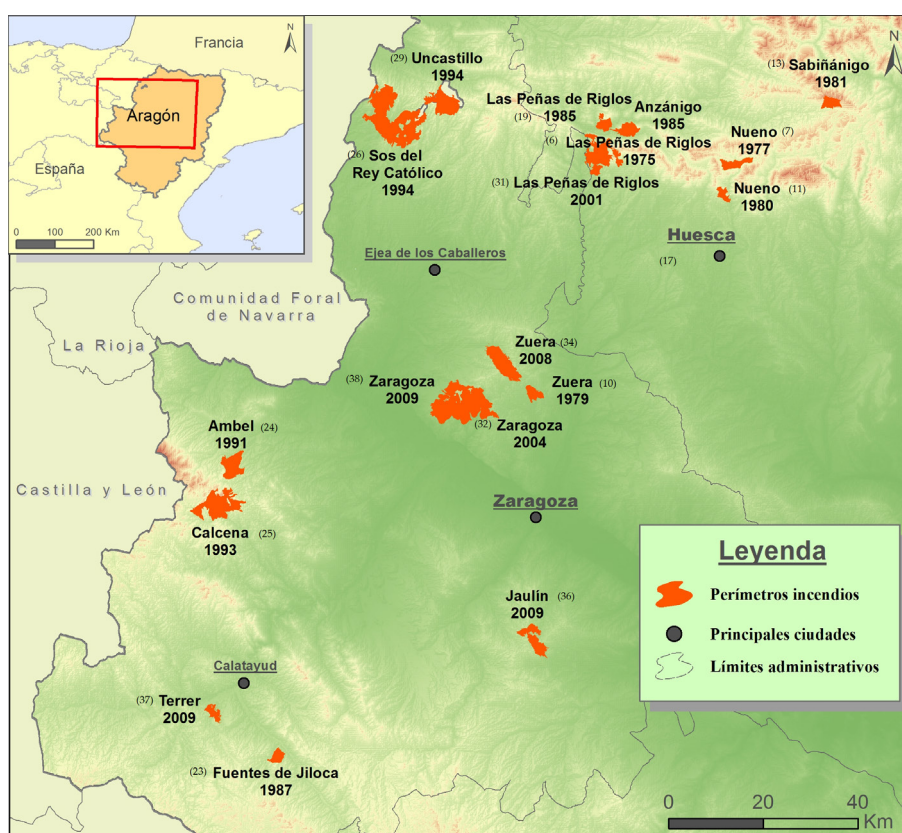 N
Francia
Aragón
España
0 100 200 Km
N
(29) Uncastillo
1994
(13) Sabiñánigo
1981
Las Peñas de Riglos
1985
(19)
Anzánigo
1985
Nueno (7)
1977
(6) Las Peñas de Riglos
1975
(26) Sos del
Rey Católico
1994
(31) Las Peñas de Riglos
2001
Nueno (11)
1980
Huesca
(17)
Ejea de los Caballeros
Comunidad Foral
de Navarra
La Rioja
Zuera (34)
2008
(38) Zaragoza
2009
Zuera (10)
1979
(32) Zaragoza
2004
Ambel (24)
1991
Castilla y León
Calcena (25)
1993
Zaragoza
Leyenda
Perímetros incendios
Principales ciudades
Límites administrativos
Jaulín (36)
2009
Calatayud
(37) Terrer
2009
(23) Fuentes de Jiloca
1987
0 20 40
Km